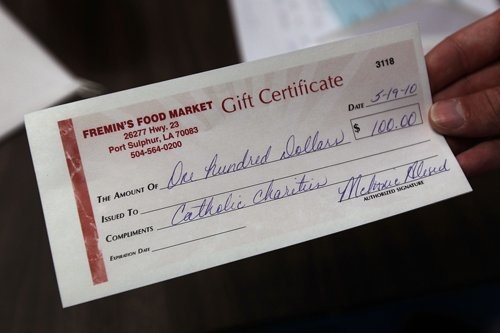 3118
FREMIN'S FOOD MARKET
26277 Hwy. 23
Port Sulphur, LA 70083
504-564-0200
Gift Certificate
DATE 5-19-10
THE AMOUNT OF One hundred Dollars $ 100.00
ISSUED TO Catholic Charities
COMPLIMENTS
AUTHORIZED SIGNATURE
EXPIRATION DATE